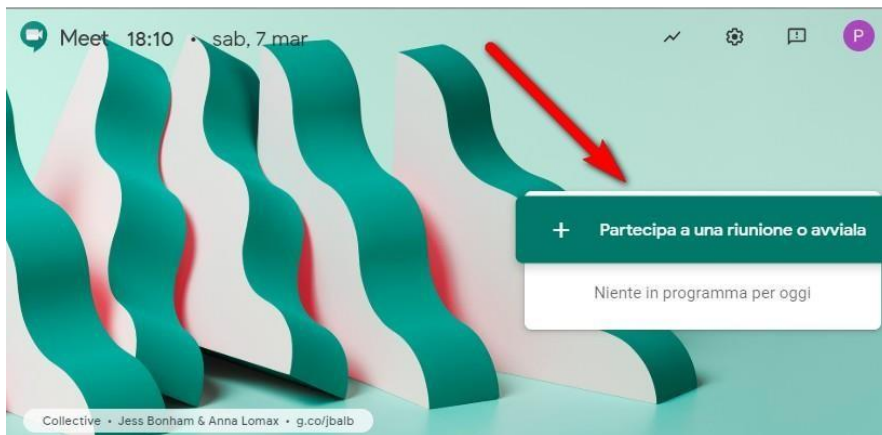 Meet 18:10 • sab, 7 mar
P
+ Partecipa a una riunione o avviala
Niente in programma per oggi
Collective • Jess Bonham & Anna Lomax • g.co/jbalb